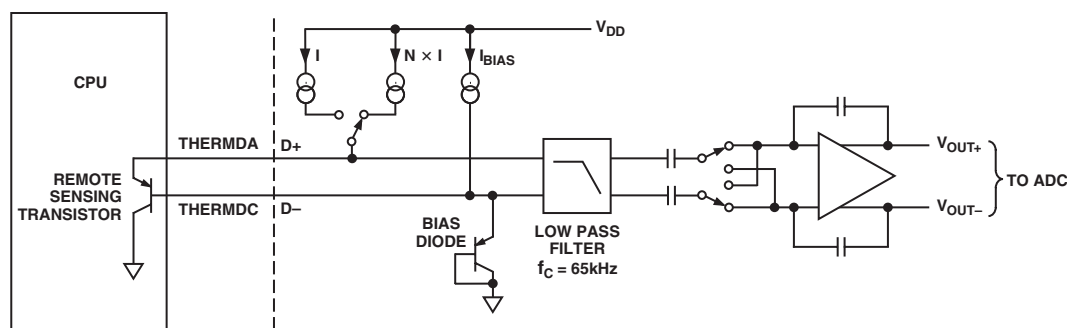 V_DD
I
N × I
I_BIAS
CPU
THERMDA
D+
REMOTE
SENSING
TRANSISTOR
THERMDC
D–
BIAS
DIODE
LOW PASS
FILTER
f_C = 65kHz
V_OUT+
TO ADC
V_OUT–